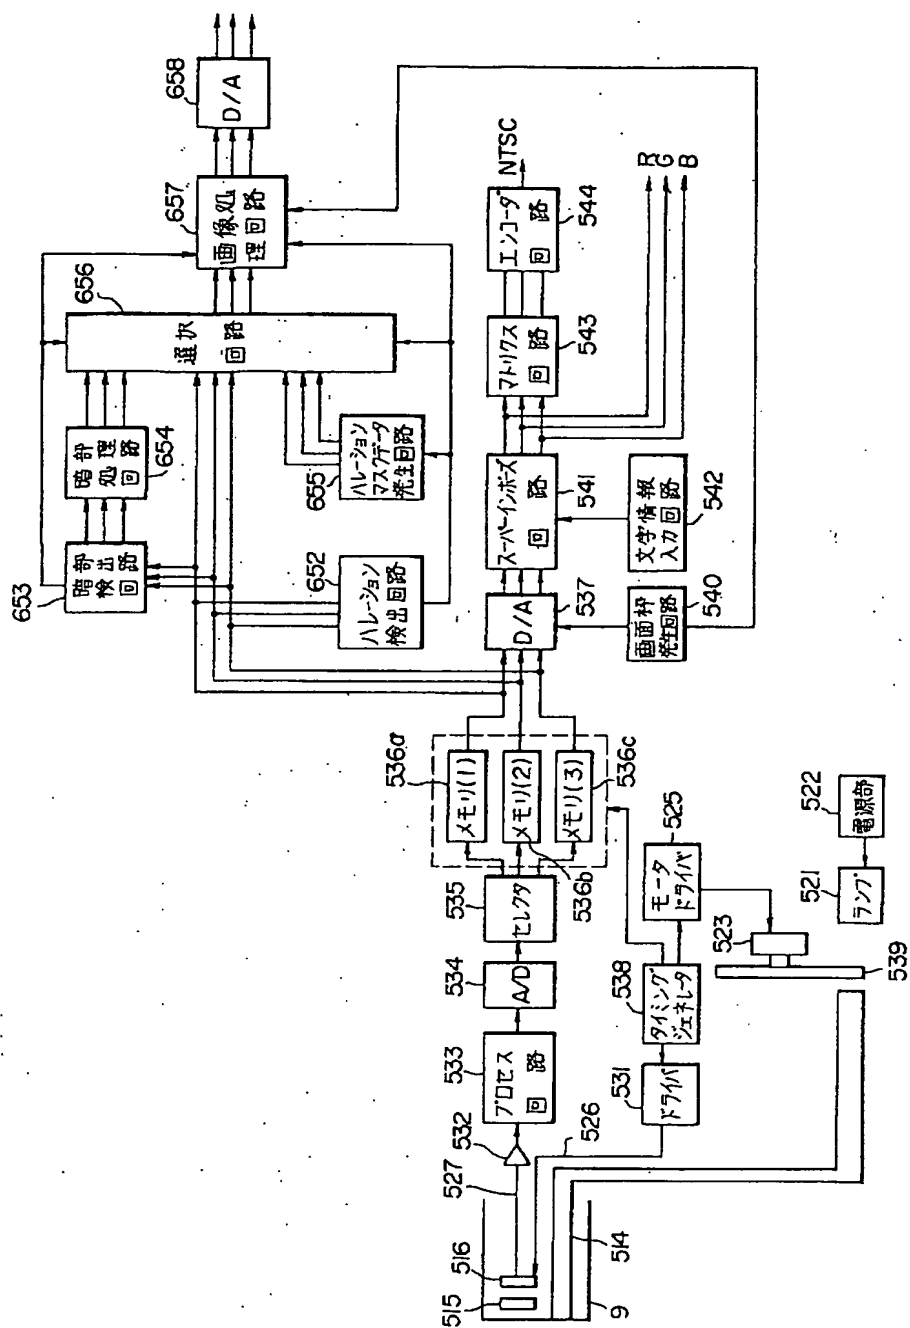 658
D/A
657
画像処
理回路
656
選択
回路
暗部
処理
回路
654
653
暗部
検出
回路
655
ハレーション
マスクデータ
発生回路
652
ハレーション
検出回路
NTSC
エンコーダ
回路
544
R
G
B
マトリクス
回路
543
スーパーインポーズ
回路
541
文字情報
入力回路
542
D/A
537
画面枠
発生回路
540
536a
メモリ(1)
メモリ(2)
536b
メモリ(3)
536c
535
セレクタ
534
A/D
533
プロセス
回路
532
527
516
515
526
531
ドライバ
538
タイミング
ジェネレータ
525
モータ
ドライバ
523
539
521
ランプ
522
電源部
514
9